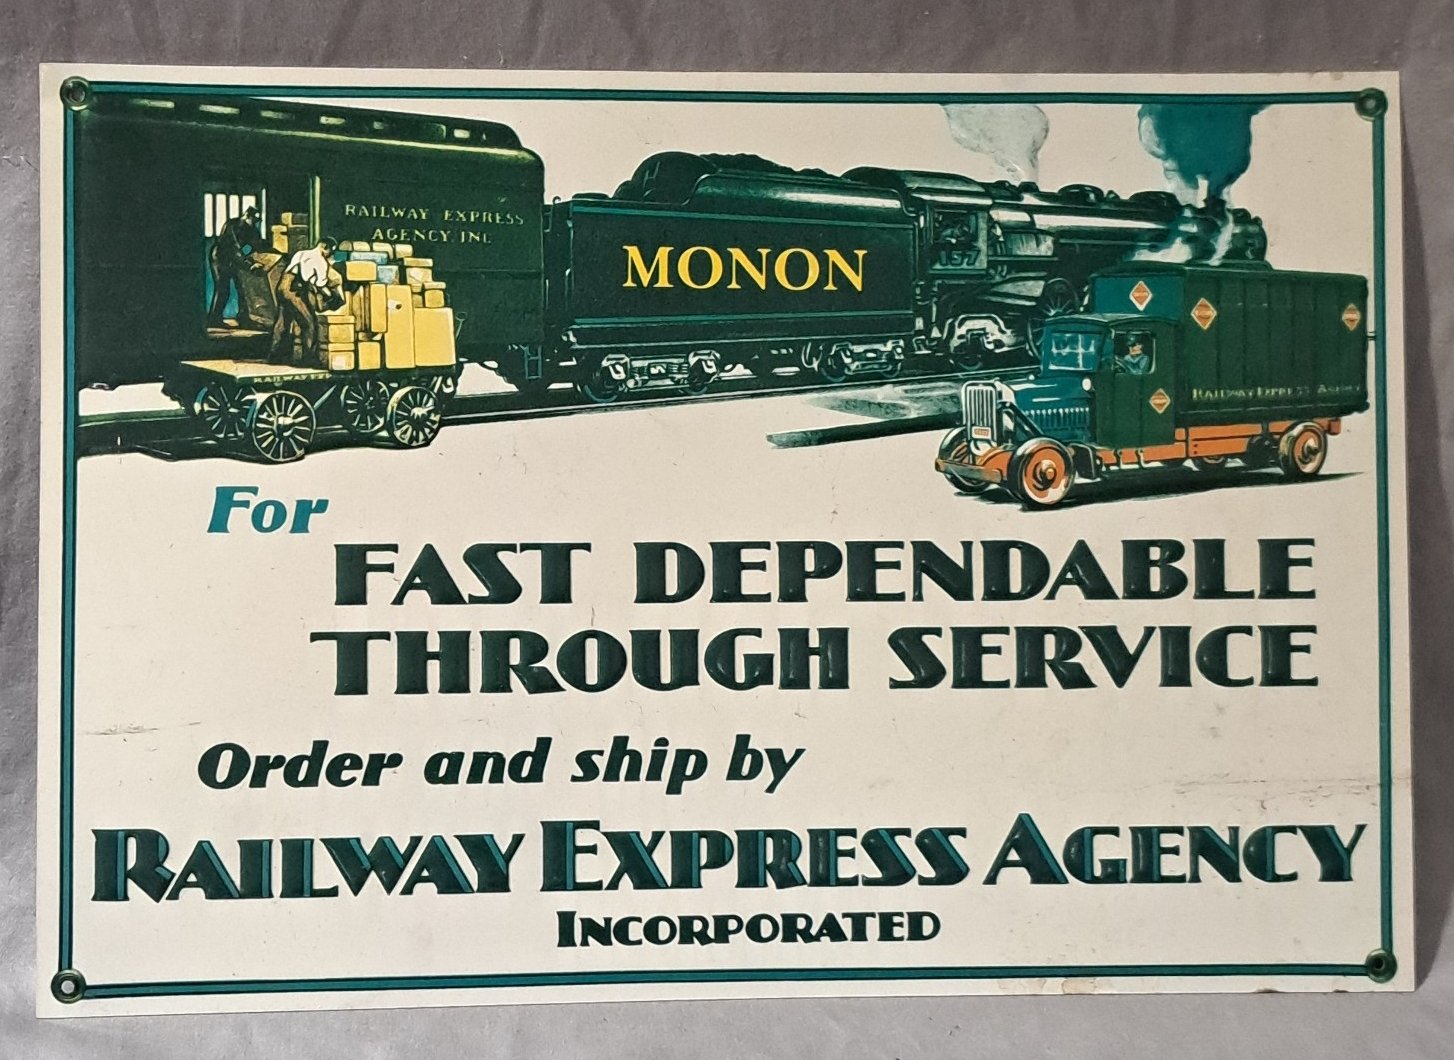 RAILWAY EXPRESS
AGENCY INC
MONON
157
RAILWAY EXPRESS AGENCY
For
FAST DEPENDABLE
THROUGH SERVICE
Order and ship by
RAILWAY EXPRESS AGENCY
INCORPORATED